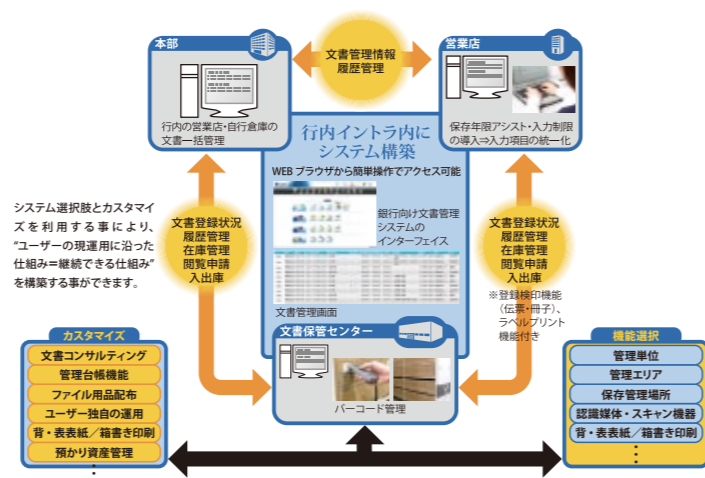 本部
行内の営業店・自行倉庫の
文書一括管理
文書管理情報
履歴管理
営業店
保存年限アシスト・入力制限
の導入⇒入力項目の統一化
行内イントラ内に
システム構築
WEB ブラウザから簡単操作でアクセス可能
銀行向け文書管理
システムの
インターフェイス
文書管理画面
システム選択肢とカスタマイ
ズを利用する事により、
“ユーザーの現運用に沿った
仕組み＝継続できる仕組み”
を構築する事ができます。
文書登録状況
履歴管理
在庫管理
閲覧申請
入出庫
文書登録状況
履歴管理
在庫管理
閲覧申請
入出庫
※登録検印機能
（伝票・冊子）、
ラベルプリント
機能付き
文書保管センター
バーコード管理
カスタマイズ
文書コンサルティング
管理台帳機能
ファイル用品配布
ユーザー独自の運用
背・表表紙／箱書き印刷
預かり資産管理
⋮
機能選択
管理単位
管理エリア
保存管理場所
認識媒体・スキャン機器
背・表表紙／箱書き印刷
⋮